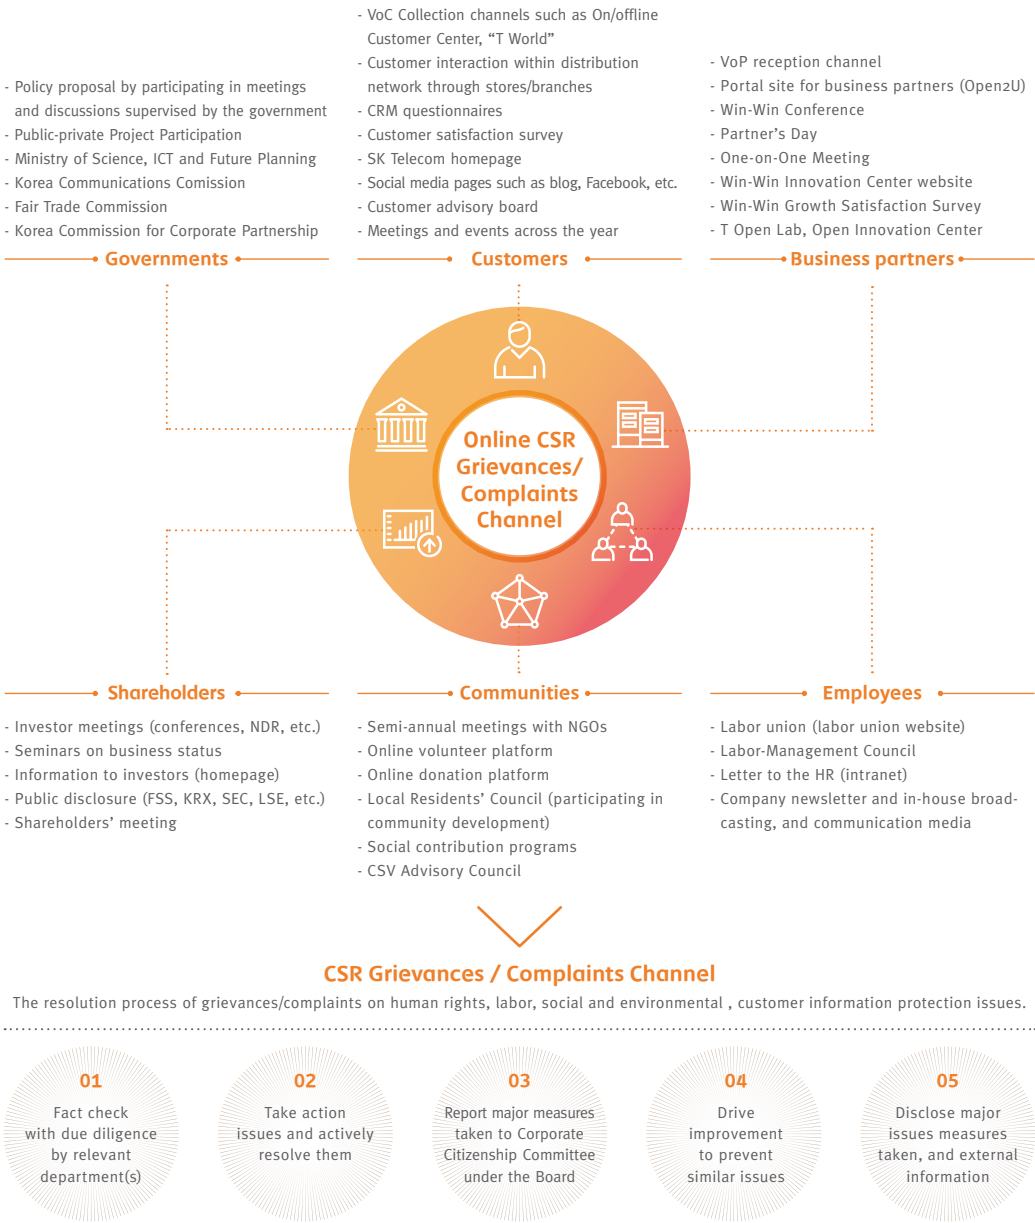 - Policy proposal by participating in meetings
and discussions supervised by the government
- Public-private Project Participation
- Ministry of Science, ICT and Future Planning
- Korea Communications Comission
- Fair Trade Commission
- Korea Commission for Corporate Partnership
Governments
- VoC Collection channels such as On/offline
Customer Center, “T World”
- Customer interaction within distribution
network through stores/branches
- CRM questionnaires
- Customer satisfaction survey
- SK Telecom homepage
- Social media pages such as blog, Facebook, etc.
- Customer advisory board
- Meetings and events across the year
Customers
- VoP reception channel
- Portal site for business partners (Open2U)
- Win-Win Conference
- Partner’s Day
- One-on-One Meeting
- Win-Win Innovation Center website
- Win-Win Growth Satisfaction Survey
- T Open Lab, Open Innovation Center
Business partners
Online CSR
Grievances/
Complaints
Channel
Shareholders
- Investor meetings (conferences, NDR, etc.)
- Seminars on business status
- Information to investors (homepage)
- Public disclosure (FSS, KRX, SEC, LSE, etc.)
- Shareholders’ meeting
Communities
- Semi-annual meetings with NGOs
- Online volunteer platform
- Online donation platform
- Local Residents’ Council (participating in
community development)
- Social contribution programs
- CSV Advisory Council
Employees
- Labor union (labor union website)
- Labor-Management Council
- Letter to the HR (intranet)
- Company newsletter and in-house broad-
casting, and communication media
CSR Grievances / Complaints Channel
The resolution process of grievances/complaints on human rights, labor, social and environmental , customer information protection issues.
01
Fact check
with due diligence
by relevant
department(s)
02
Take action
issues and actively
resolve them
03
Report major measures
taken to Corporate
Citizenship Committee
under the Board
04
Drive
improvement
to prevent
similar issues
05
Disclose major
issues measures
taken, and external
information